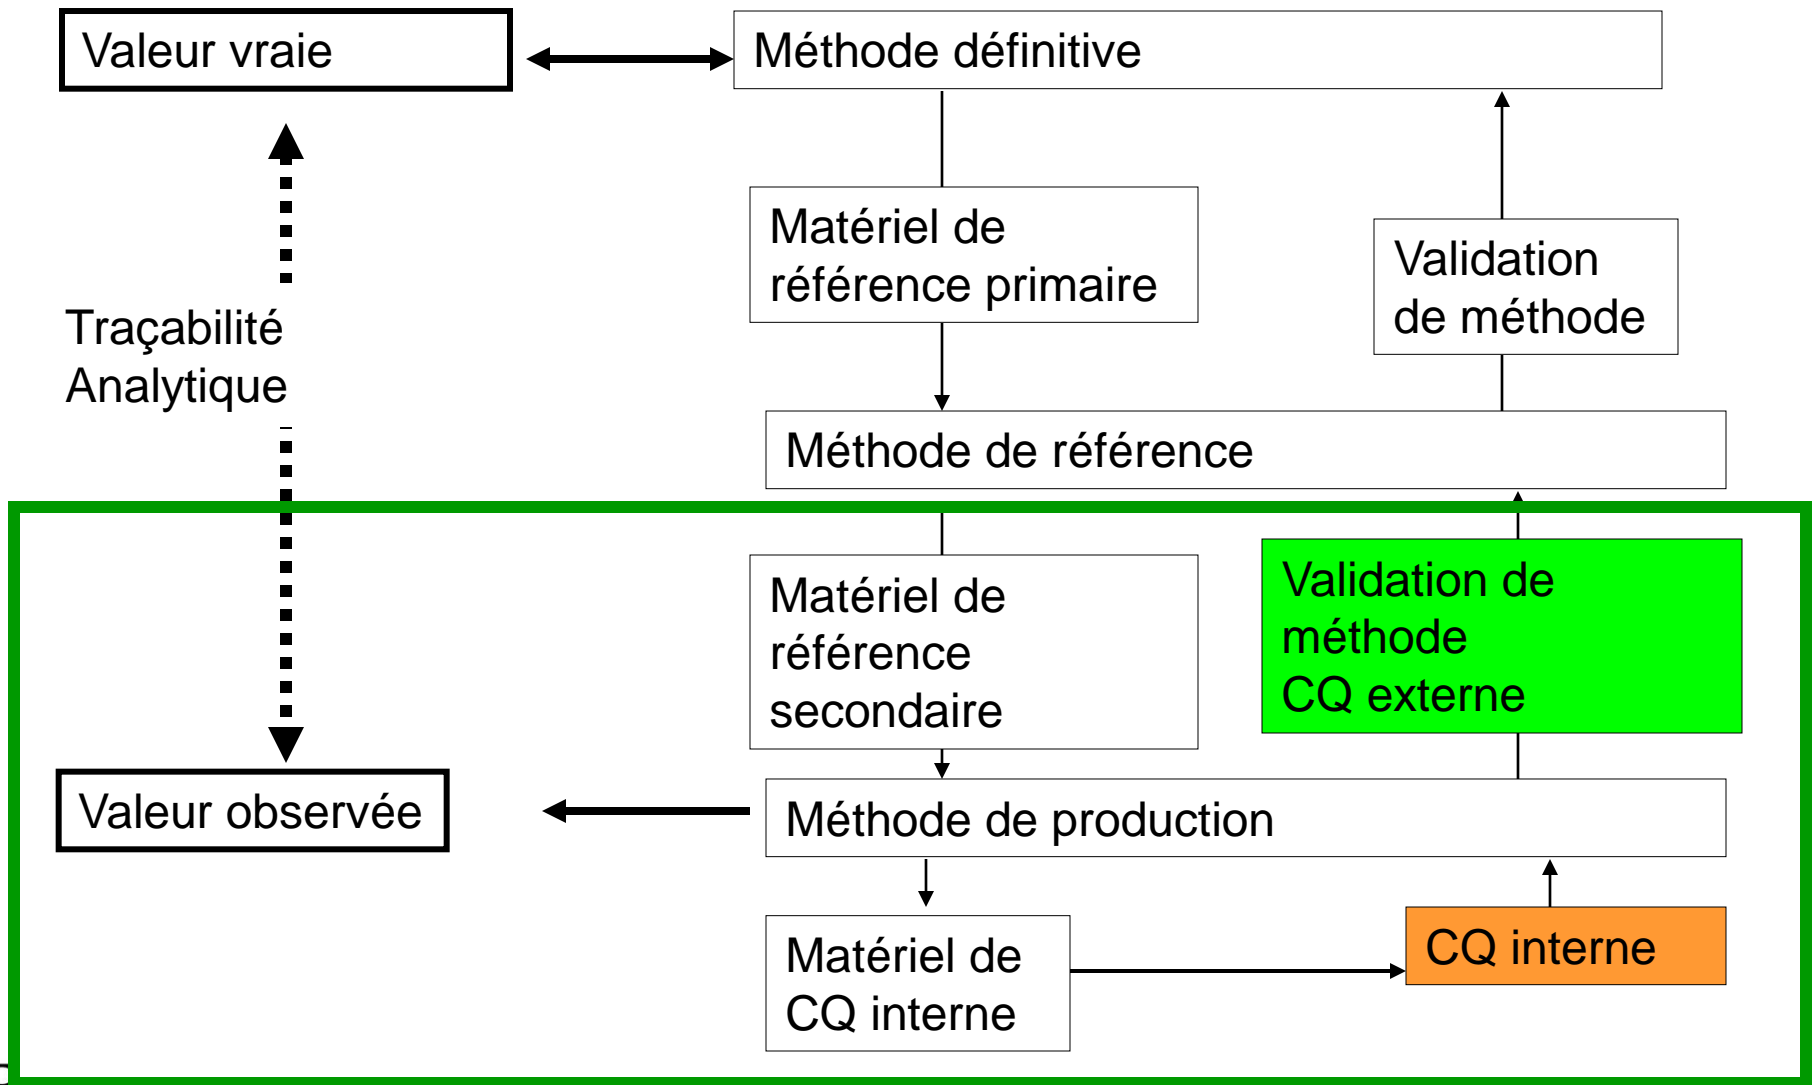 Valeur vraie
Méthode définitive
Matériel de
référence primaire
Validation
de méthode
Traçabilité
Analytique
Méthode de référence
Matériel de
référence
secondaire
Validation de
méthode
CQ externe
Valeur observée
Méthode de production
Matériel de
CQ interne
CQ interne